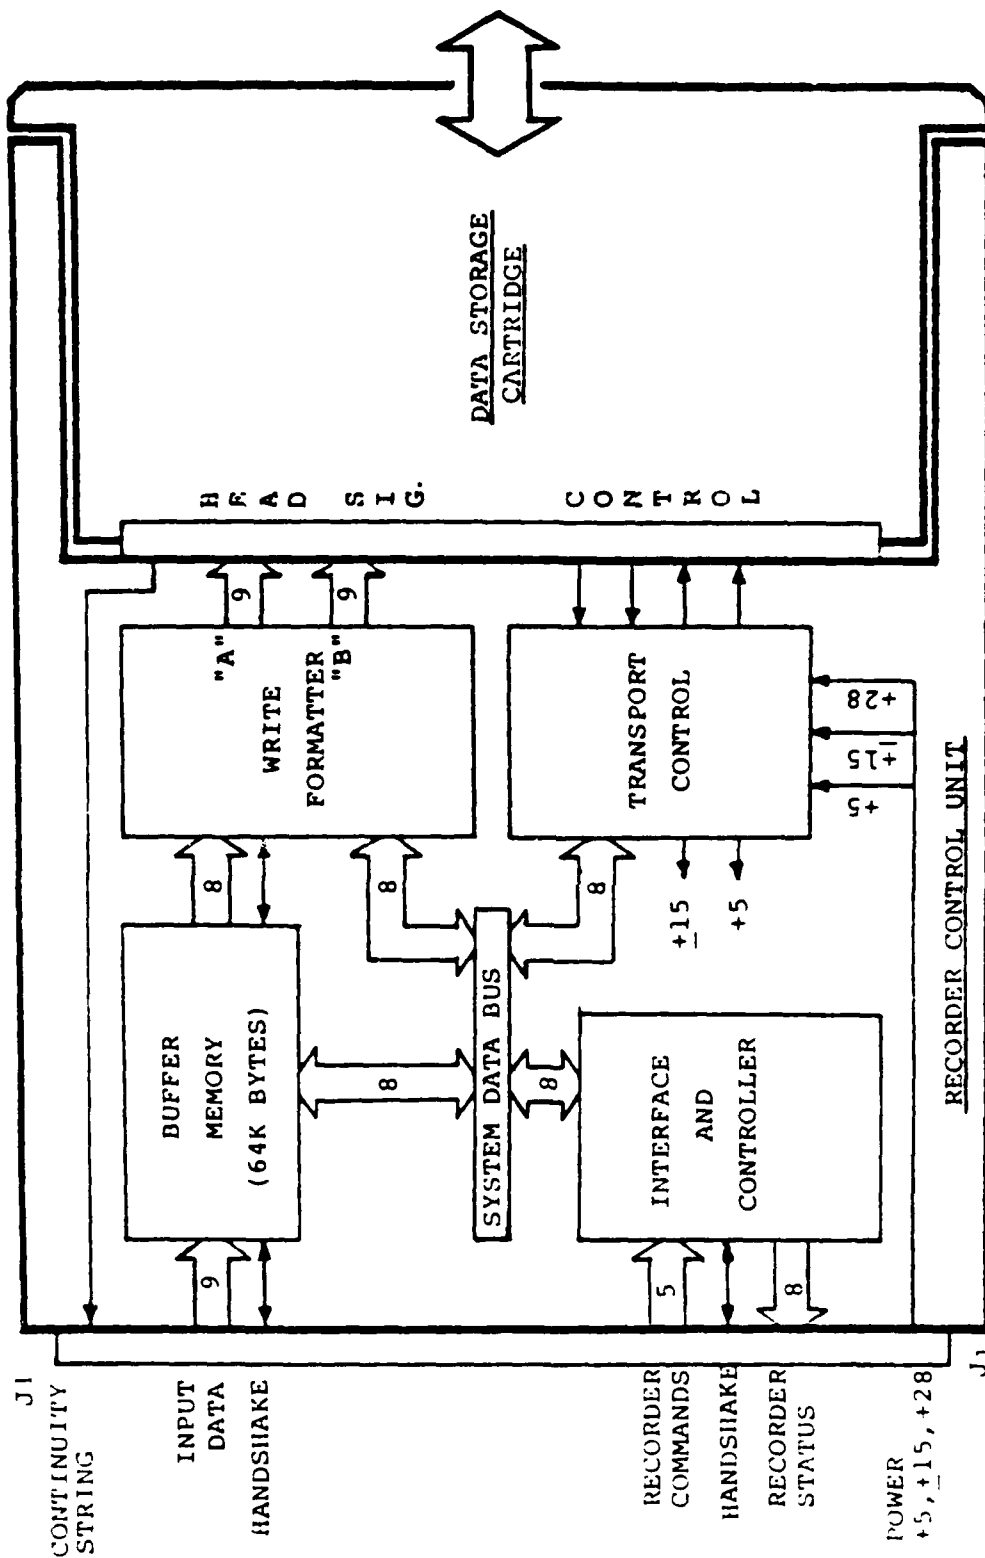 J1
CONTINUITY
STRING
INPUT
DATA
HANDSHAKE
RECORDER
COMMANDS
HANDSHAKE
RECORDER
STATUS
POWER
+5, ±15, +28
J1
9
BUFFER
MEMORY
(64K BYTES)
8
8
SYSTEM DATA BUS
8
5
8
INTERFACE
AND
CONTROLLER
8
8
"A"
WRITE
FORMATTER
"B"
9
9
TRANSPORT
CONTROL
±15
+5
+5
±15
+28
RECORDER CONTROL UNIT
HEAD SIG.
CONTROL
DATA STORAGE
CARTRIDGE